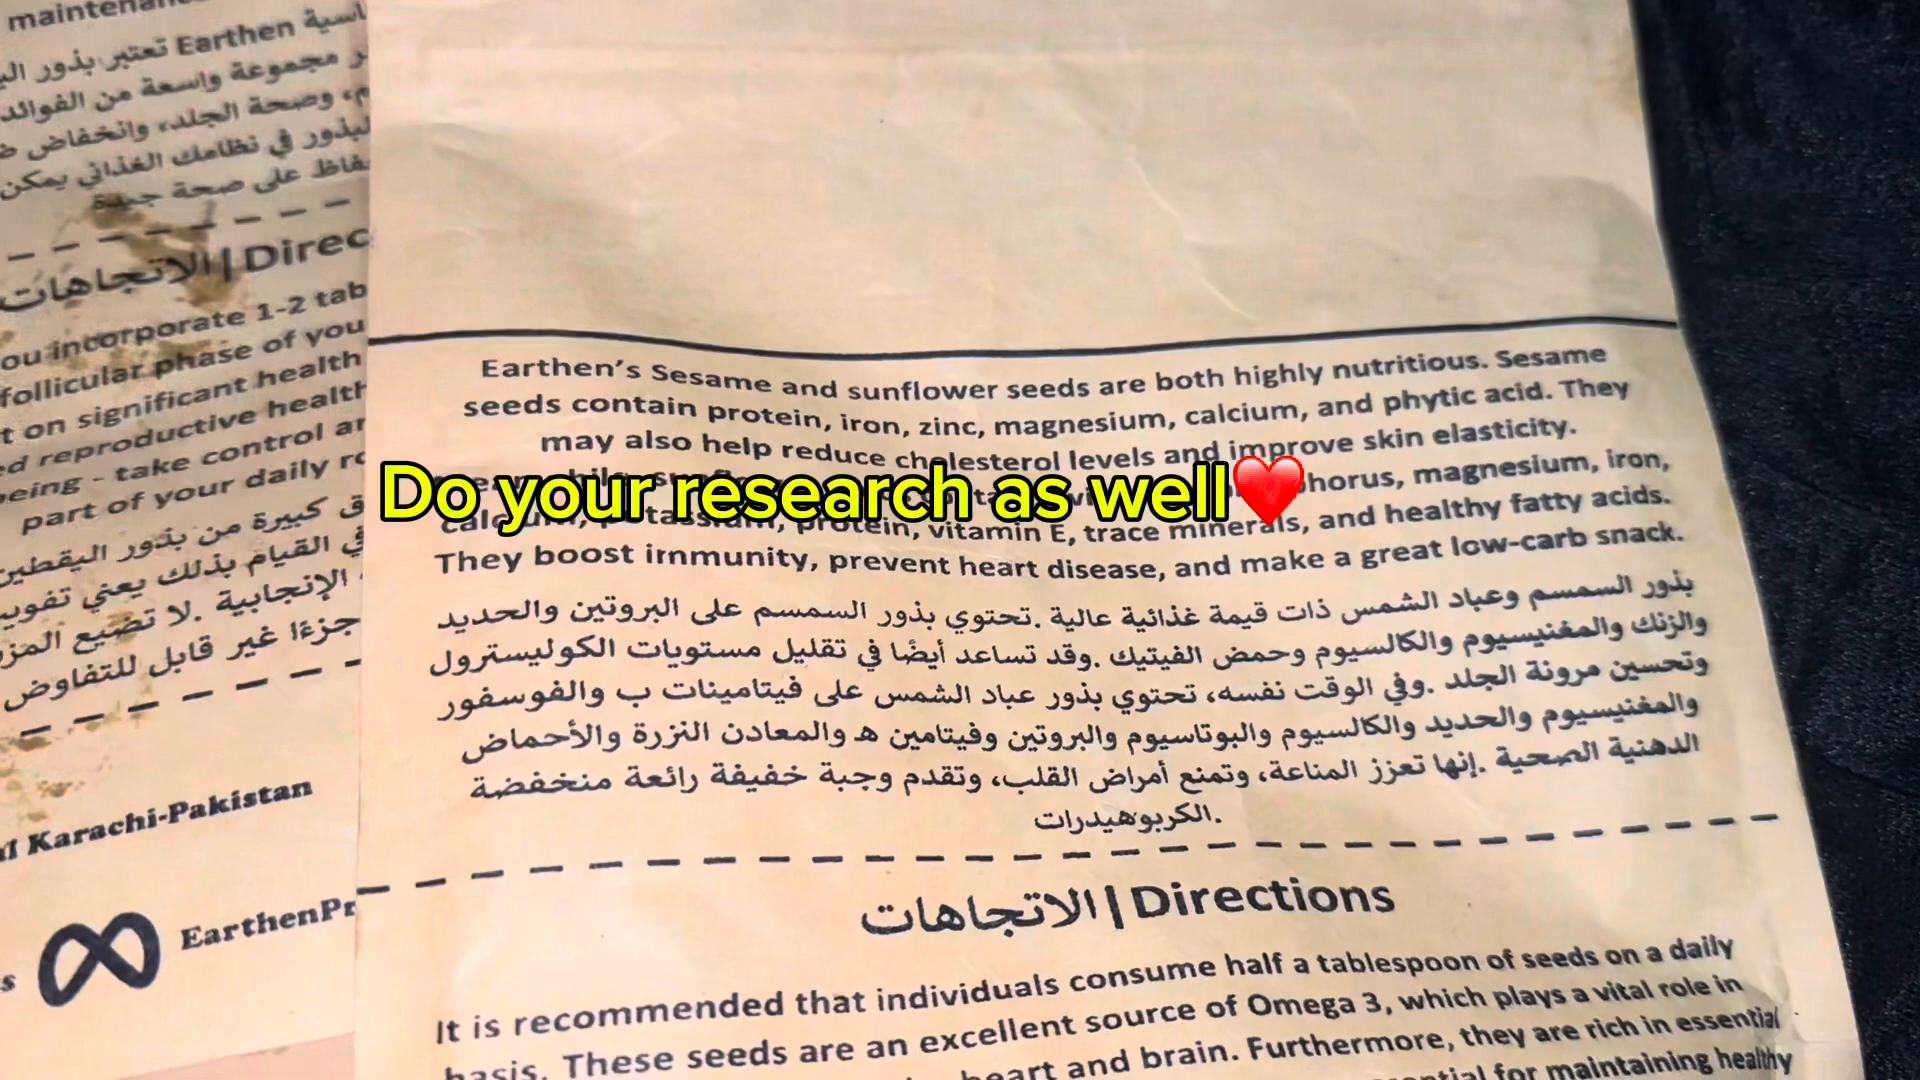 maintenan
Earthen تعتبر بذور
مجموعة واسعة من الفوائد
وصحة الجلد، وانخفاض
في نظامك الغذائي يمكن
على صحة جيدة
الاتجاهات | Direc
ou incorporate 1-2 tab
follicular phase of you
t on significant health
ed reproductive health
being - take control an
part of your daily ro
كبيرة من بذور اليقطين
القيام بذلك يعني
الإنجابية. لا تضيع
جزءًا غير قابل للتفاوض
Karachi-Pakistan
EarthenPr
Earthen's Sesame and sunflower seeds are both highly nutritious. Sesame
seeds contain protein, iron, zinc, magnesium, calcium, and phytic acid. They
may also help reduce cholesterol levels and improve skin elasticity.
Do your research as well❤️
horus, magnesium, iron,
calcium, potassium, protein, vitamin E, trace minerals, and healthy fatty acids.
They boost immunity, prevent heart disease, and make a great low-carb snack.
بذور السمسم وعباد الشمس ذات قيمة غذائية عالية .تحتوي بذور السمسم على البروتين والحديد
والزنك والمغنيسيوم والكالسيوم وحمض الفيتيك .وقد تساعد أيضًا في تقليل مستويات الكوليسترول
وتحسين مرونة الجلد .وفي الوقت نفسه، تحتوي بذور عباد الشمس على فيتامينات ب والفوسفور
والمغنيسيوم والحديد والكالسيوم والبوتاسيوم والبروتين وفيتامين هـ والمعادن النزرة والأحماض
الدهنية الصحية .إنها تعزز المناعة، وتمنع أمراض القلب، وتقدم وجبة خفيفة رائعة منخفضة
الكربوهيدرات.
الاتجاهات | Directions
It is recommended that individuals consume half a tablespoon of seeds on a daily
basis. These seeds are an excellent source of Omega 3, which plays a vital role in
heart and brain. Furthermore, they are rich in essential
for maintaining healthy